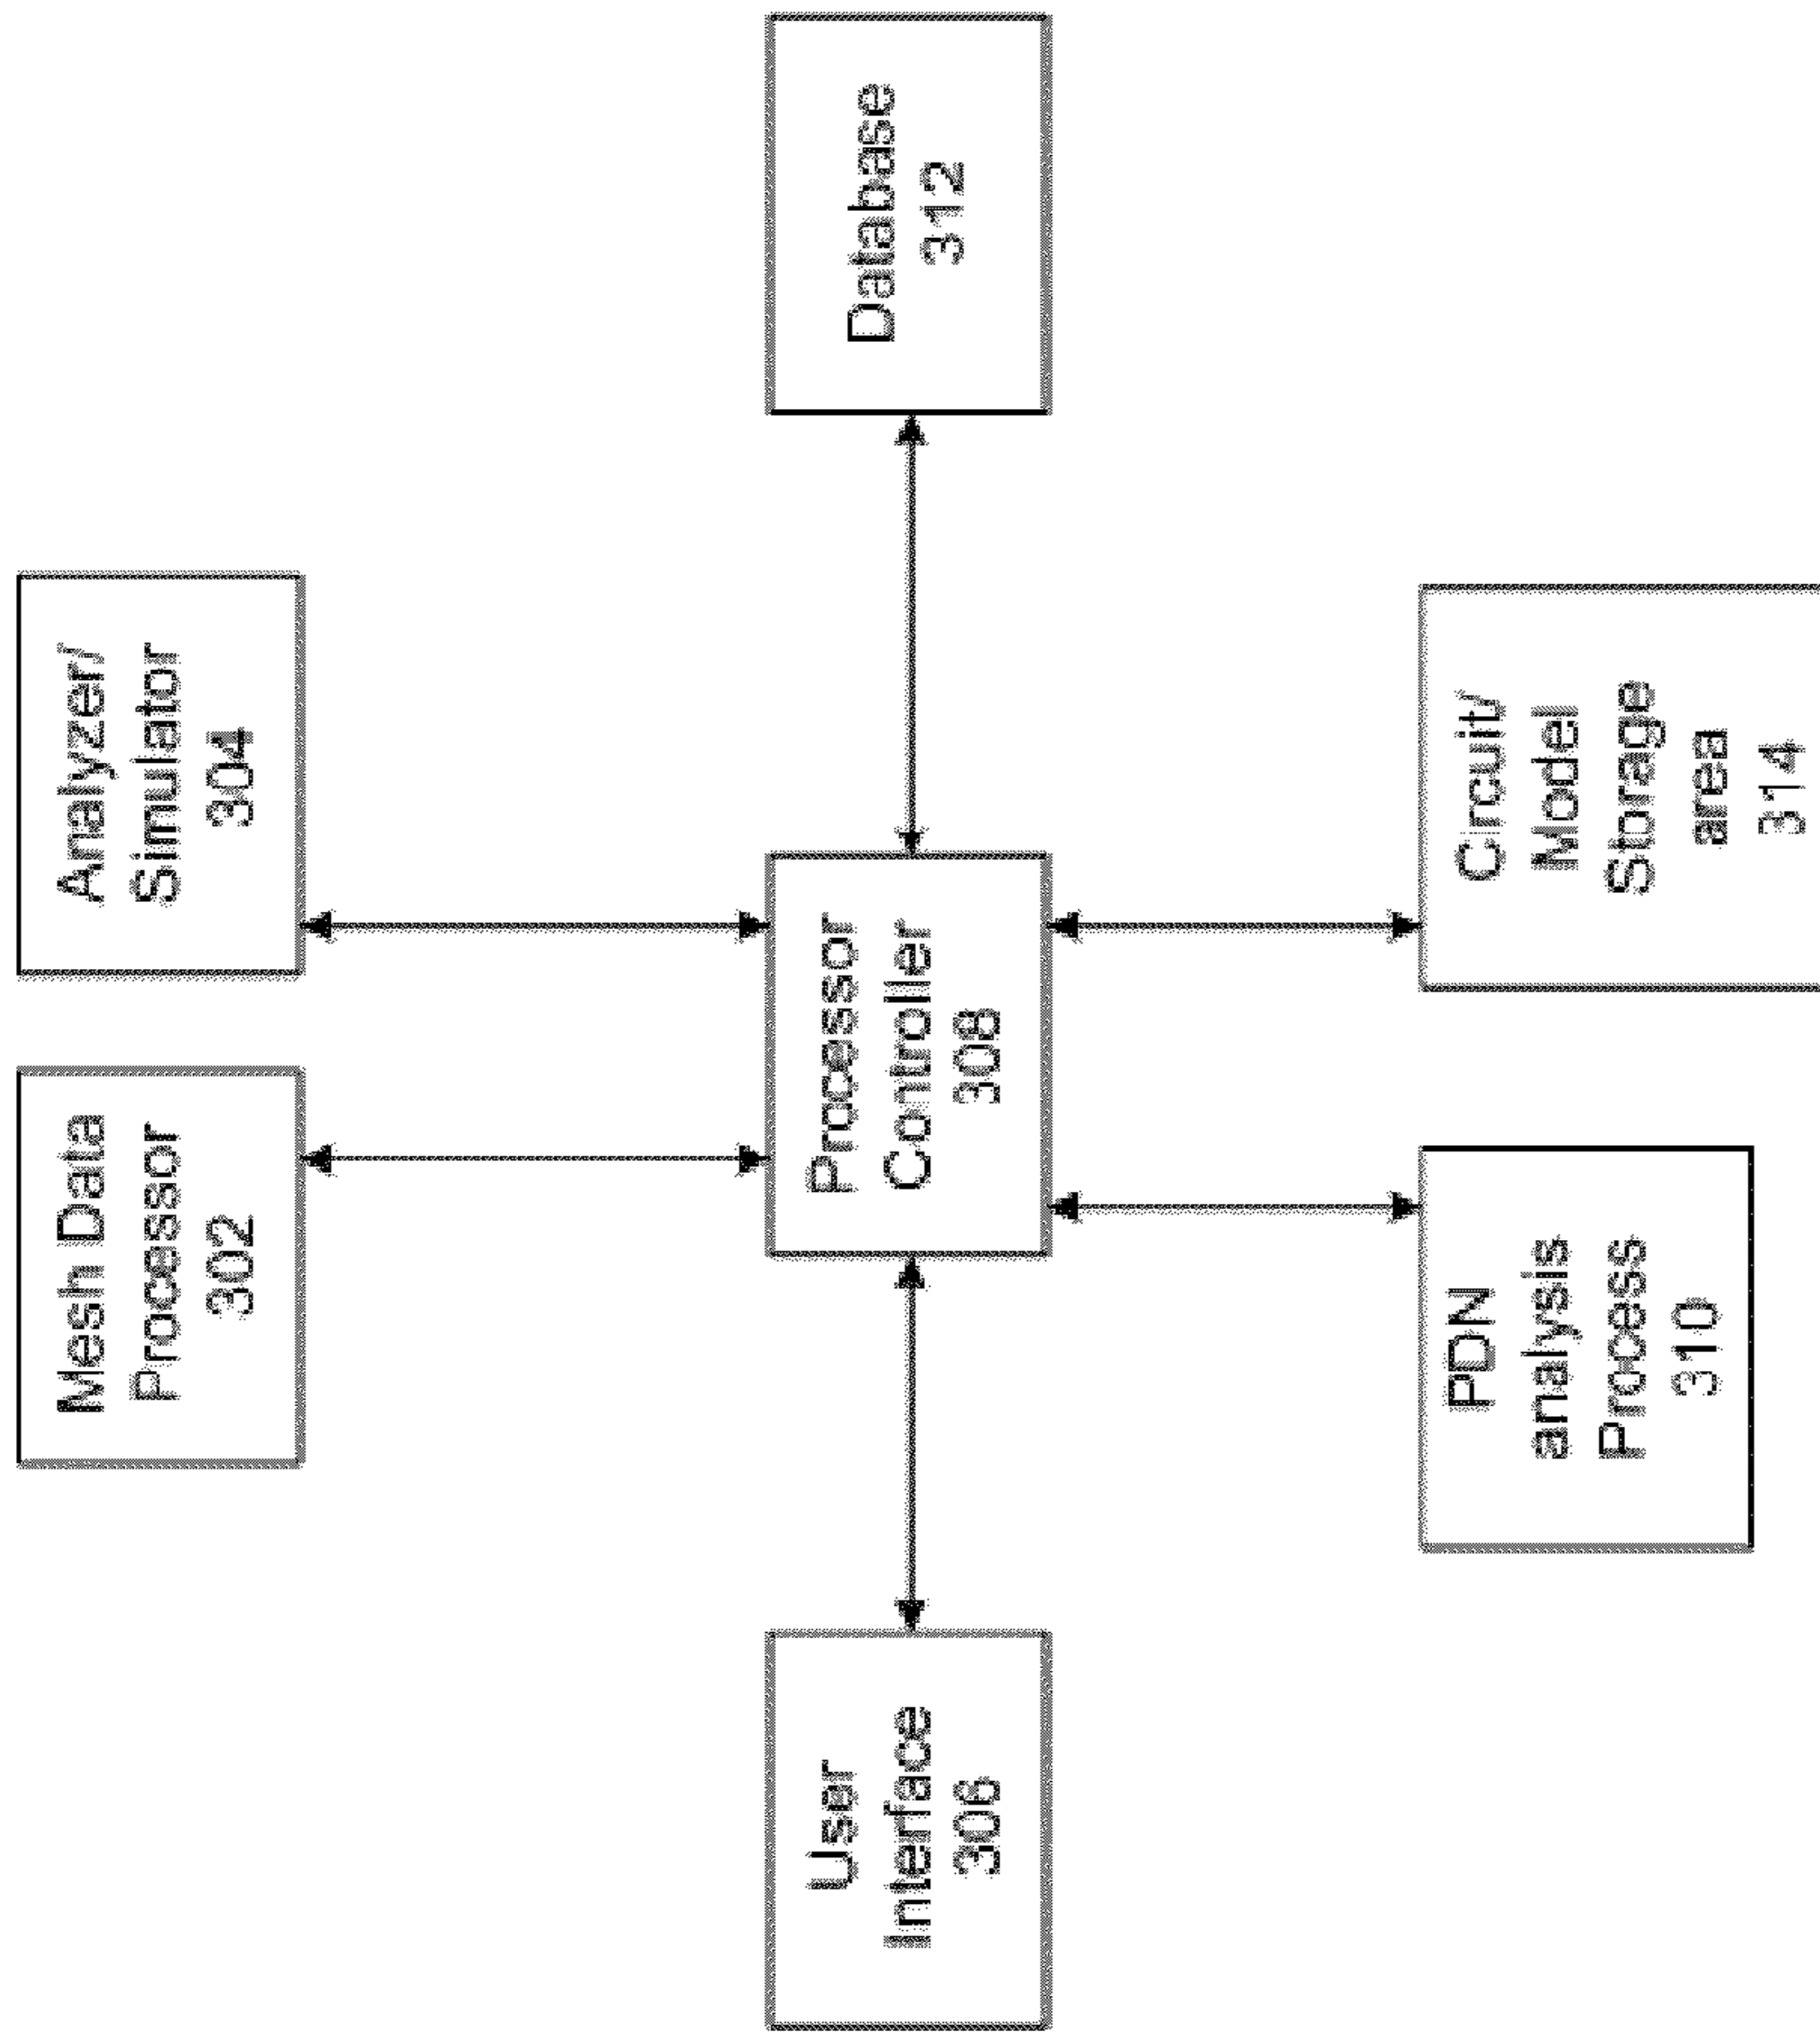 Mesh Data
Processor
302
Analyzer/
Simulator
304
User
Interface
306
Processor
Controller
308
Database
312
PDN
analysis
Process
310
Circuit/
Model
Storage
area
314